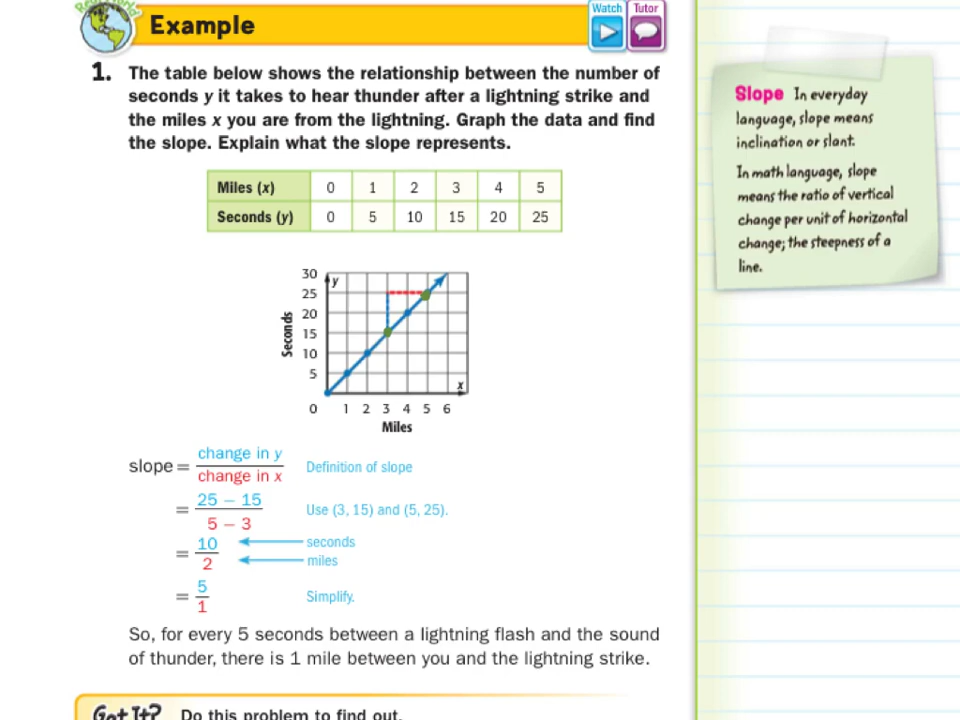 Real World
Example
Watch
Tutor
1. The table below shows the relationship between the number of
seconds y it takes to hear thunder after a lightning strike and
the miles x you are from the lightning. Graph the data and find
the slope. Explain what the slope represents.
Miles (x) 0 1 2 3 4 5
Seconds (y) 0 5 10 15 20 25
30
25
20
15
10
5
0 1 2 3 4 5 6
y
x
Seconds
Miles
slope = change in y / change in x Definition of slope
= 25 − 15 / 5 − 3 Use (3, 15) and (5, 25).
= 10 / 2 seconds miles
= 5 / 1 Simplify.
So, for every 5 seconds between a lightning flash and the sound
of thunder, there is 1 mile between you and the lightning strike.
Got It? Do this problem to find out.
Slope In everyday
language, slope means
inclination or slant.
In math language, slope
means the ratio of vertical
change per unit of horizontal
change; the steepness of a
line.